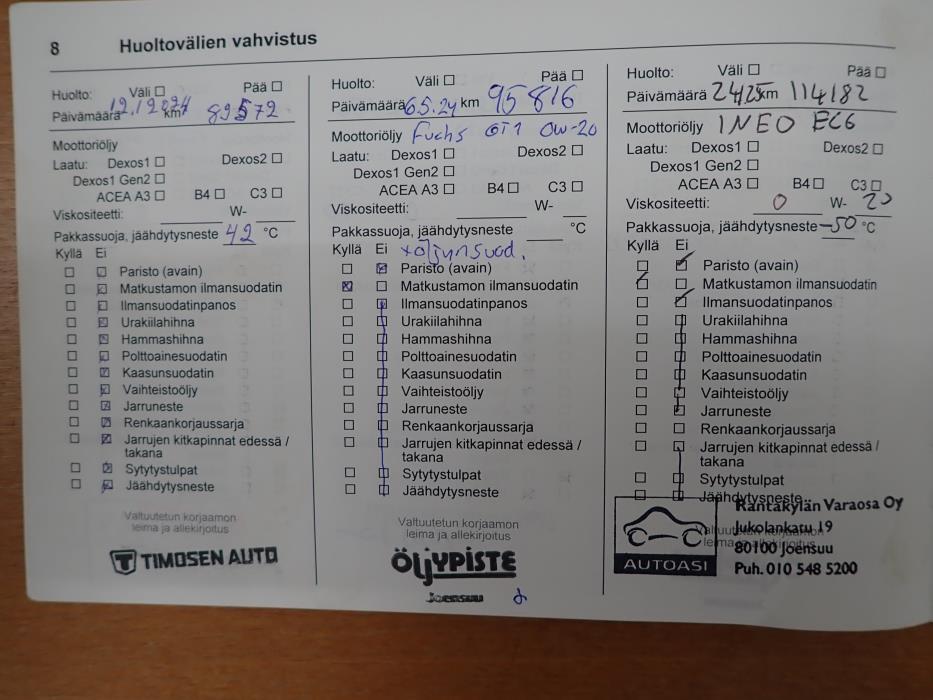 8 Huoltovälien vahvistus
Huolto: Väli ☐ Pää ☐
Päivämäärä km 89572
Moottoriöljy
Laatu: Dexos1 ☐ Dexos2 ☐
Dexos1 Gen2 ☐
ACEA A3 ☐ B4 ☐ C3 ☐
Viskositeetti: W-
Pakkassuoja, jäähdytysneste 42 °C
Kyllä Ei
Paristo (avain)
Matkustamon ilmansuodatin
Ilmansuodatinpanos
Urakiilahihna
Hammashihna
Polttoainesuodatin
Kaasunsuodatin
Vaihteistoöljy
Jarruneste
Renkaankorjaussarja
Jarrujen kitkapinnat edessä /
takana
Sytytystulpat
Jäähdytysneste
Valtuutetun korjaamon
leima ja allekirjoitus
TIMOSEN AUTO
Huolto: Väli ☐ Pää ☐
Päivämäärä 6.5.24 km 95816
Moottoriöljy Fuchs GT1 0W-20
Laatu: Dexos1 ☐ Dexos2 ☐
Dexos1 Gen2 ☐
ACEA A3 ☐ B4 ☐ C3 ☐
Viskositeetti: W-
Pakkassuoja, jäähdytysneste °C
Kyllä Ei +öljynsuod.
Paristo (avain)
Matkustamon ilmansuodatin
Ilmansuodatinpanos
Urakiilahihna
Hammashihna
Polttoainesuodatin
Kaasunsuodatin
Vaihteistoöljy
Jarruneste
Renkaankorjaussarja
Jarrujen kitkapinnat edessä /
takana
Sytytystulpat
Jäähdytysneste
Valtuutetun korjaamon
leima ja allekirjoitus
ÖLJYPISTE
Joensuu
Huolto: Väli ☐ Pää ☐
Päivämäärä km 114182
Moottoriöljy INEO EC6
Laatu: Dexos1 ☐ Dexos2 ☐
Dexos1 Gen2 ☐
ACEA A3 ☐ B4 ☐ C3 ☐
Viskositeetti: 0 W- 20
Pakkassuoja, jäähdytysneste -50 °C
Kyllä Ei
Paristo (avain)
Matkustamon ilmansuodatin
Ilmansuodatinpanos
Urakiilahihna
Hammashihna
Polttoainesuodatin
Kaasunsuodatin
Vaihteistoöljy
Jarruneste
Renkaankorjaussarja
Jarrujen kitkapinnat edessä /
takana
Sytytystulpat
Jäähdytysneste
Rantakylän Varaosa Oy
Jukolankatu 19
80100 Joensuu
Puh. 010 548 5200
AUTOASI